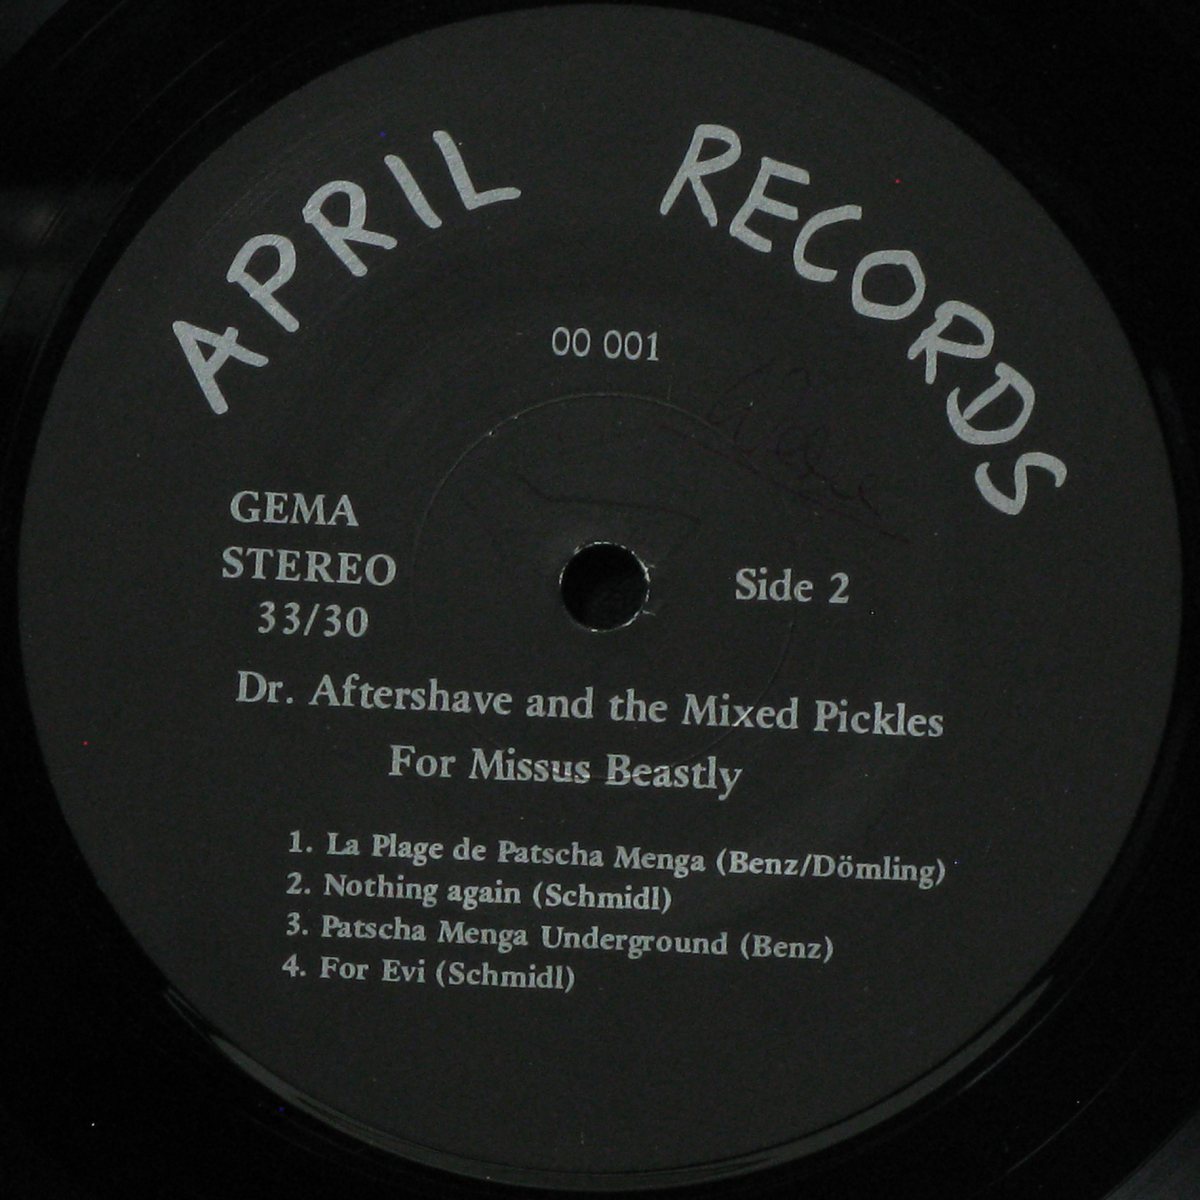 APRIL RECORDS
00 001
GEMA
STEREO
33/30
Side 2
Dr. Aftershave and the Mixed Pickles
For Missus Beastly
1. La Plage de Patscha Menga (Benz/Dömling)
2. Nothing again (Schmidl)
3. Patscha Menga Underground (Benz)
4. For Evi (Schmidl)